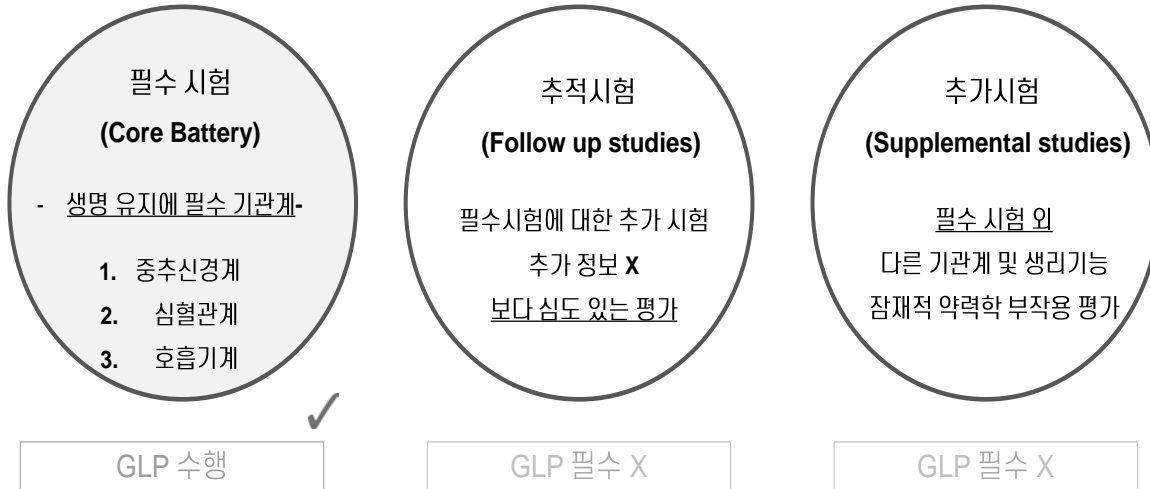 필수 시험
(Core Battery)
- 생명 유지에 필수 기관계-
1. 중추신경계
2. 심혈관계
3. 호흡기계
GLP 수행
추적시험
(Follow up studies)
필수시험에 대한 추가 시험
추가 정보 X
보다 심도 있는 평가
GLP 필수 X
추가시험
(Supplemental studies)
필수 시험 외
다른 기관계 및 생리기능
잠재적 약력학 부작용 평가
GLP 필수 X